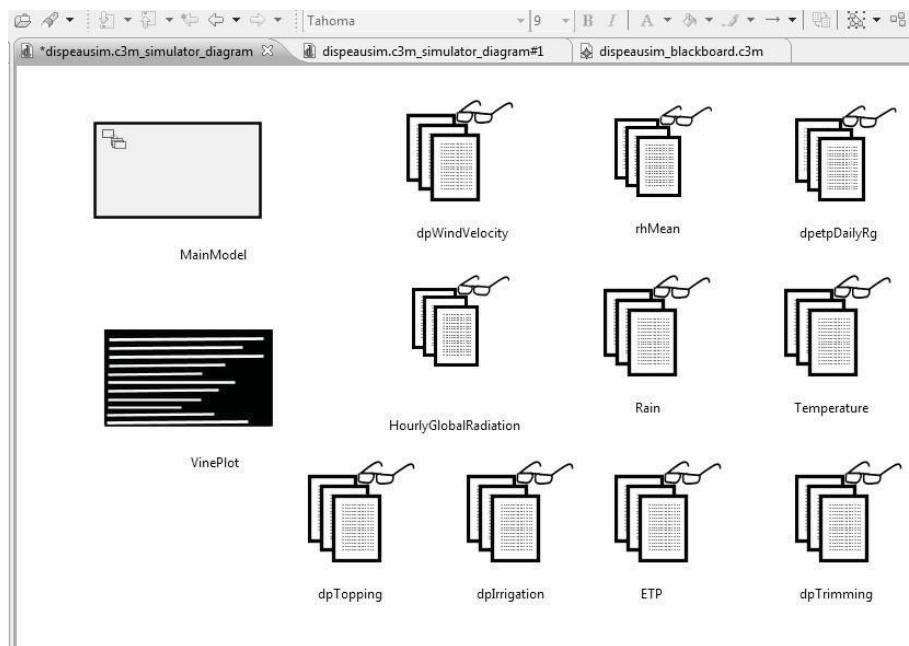 Tahoma 9 B I A
*dispeausim.c3m_simulator_diagram dispeausim.c3m_simulator_diagram#1 dispeausim_blackboard.c3m
MainModel
dpWindVelocity
rhMean
dpetpDailyRg
VinePlot
HourlyGlobalRadiation
Rain
Temperature
dpTopping
dpIrrigation
ETP
dpTrimming